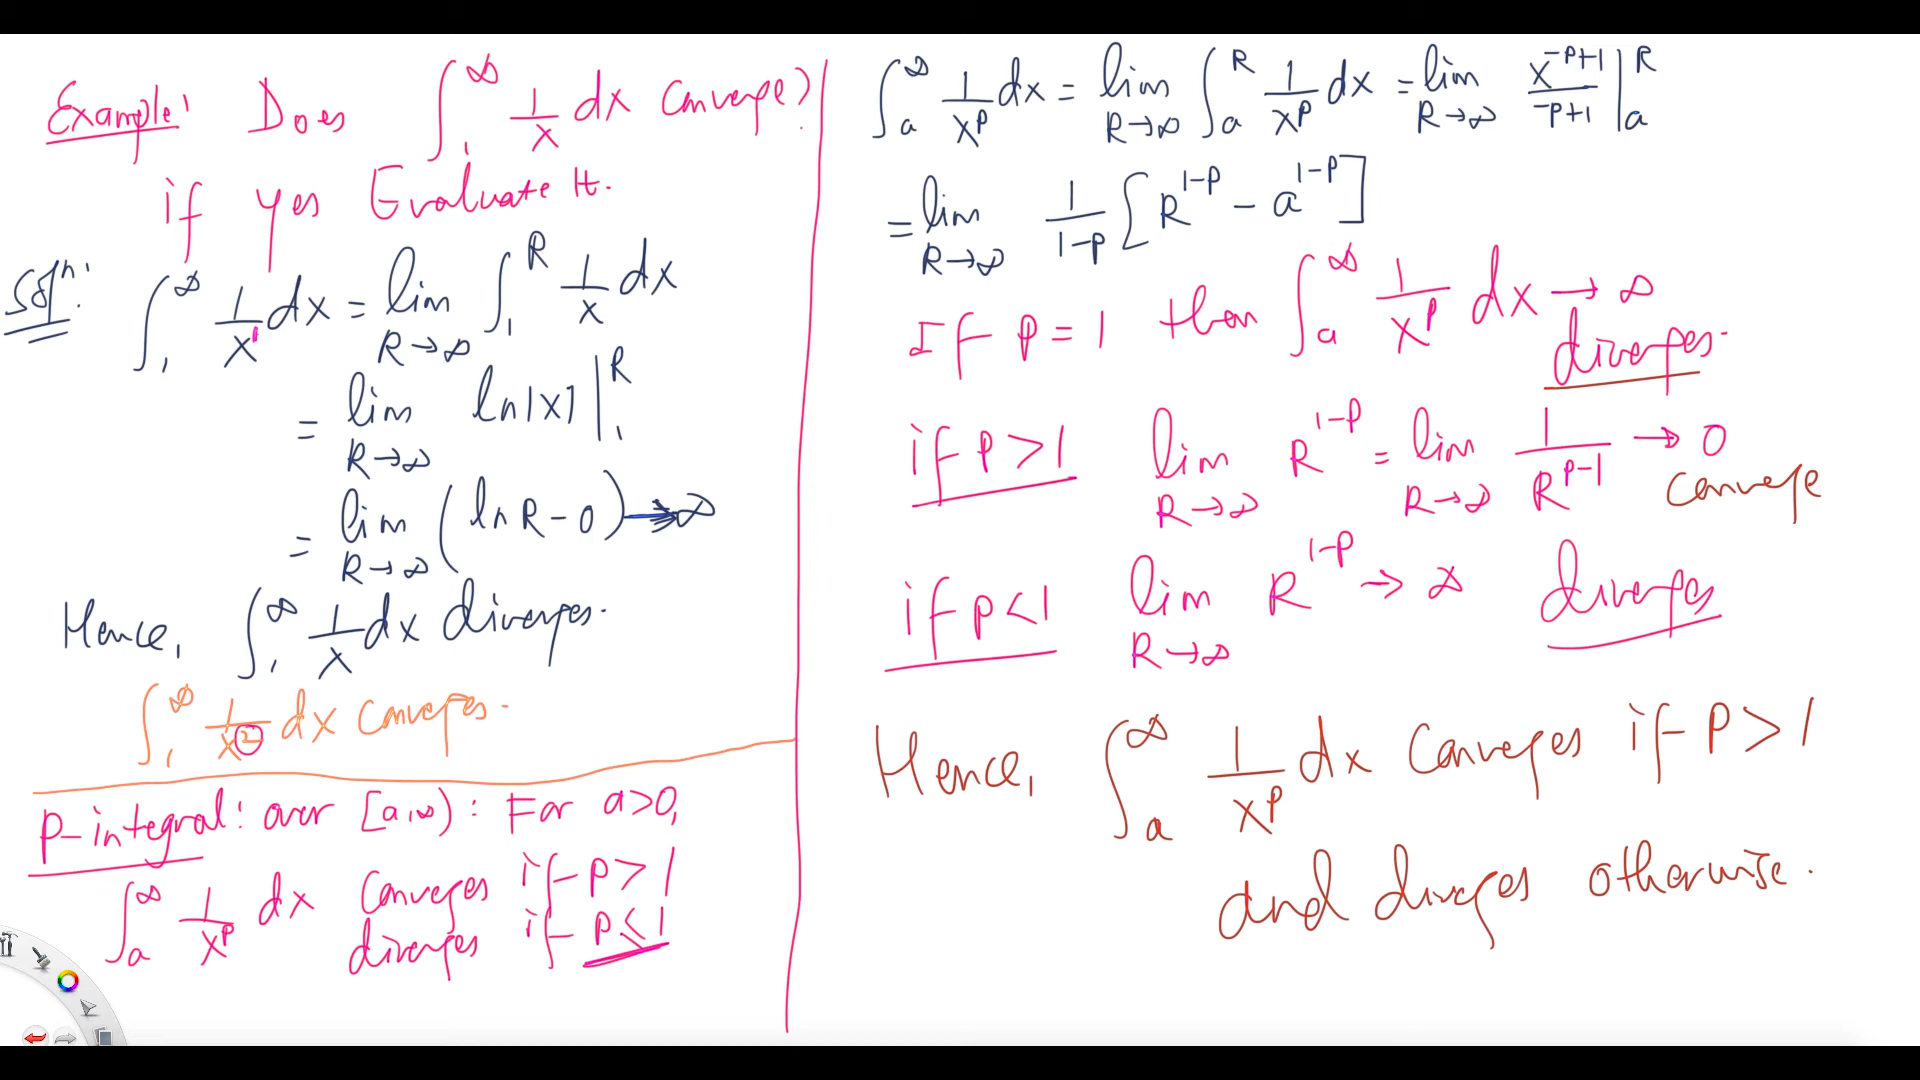 Example: Does ∫₁^∞ 1/x dx converge?
if yes Evaluate it.
Solⁿ: ∫₁^∞ 1/x¹ dx = lim_{R→∞} ∫₁^R 1/x dx
= lim_{R→∞} ln|x| |₁^R
= lim_{R→∞} (ln R - 0) → ∞
Hence, ∫₁^∞ 1/x dx diverges.
∫₁^∞ 1/x² dx converges.
p-integral: over [a,∞): For a>0,
∫ₐ^∞ 1/x^p dx converges if p > 1
diverges if p ≤ 1
∫ₐ^∞ 1/x^p dx = lim_{R→∞} ∫ₐ^R 1/x^p dx = lim_{R→∞} x^{-p+1}/(-p+1) |ₐ^R
= lim_{R→∞} 1/(1-p) [R^{1-p} - a^{1-p}]
If p = 1 then ∫ₐ^∞ 1/x^p dx → ∞
diverges.
if p > 1 lim_{R→∞} R^{1-p} = lim_{R→∞} 1/R^{p-1} → 0
converge
if p < 1 lim_{R→∞} R^{1-p} → ∞ diverges
Hence, ∫ₐ^∞ 1/x^p dx converges if p > 1
and diverges otherwise.